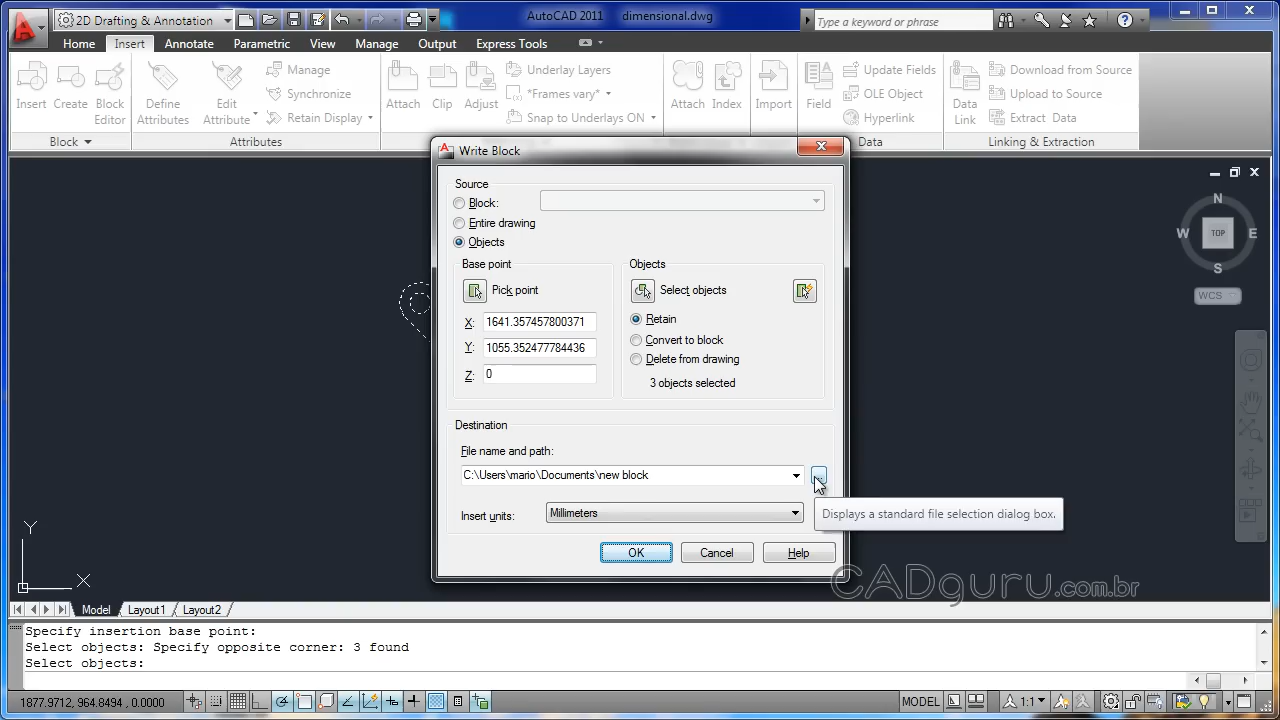 2D Drafting & Annotation
AutoCAD 2011 dimensional.dwg
Type a keyword or phrase
Home Insert Annotate Parametric View Manage Output Express Tools
Insert Create Block Editor
Define Attributes
Edit Attribute
Manage
Synchronize
Retain Display
Attach Clip Adjust
Underlay Layers
*Frames vary*
Snap to Underlays ON
Attach Index
Import
Field
Update Fields
OLE Object
Hyperlink
Data Link
Download from Source
Upload to Source
Extract Data
Block Attributes Data Linking & Extraction
Write Block
Source
Block:
Entire drawing
Objects
Base point
Pick point
X: 1641.357457800371
Y: 1055.352477784436
Z: 0
Objects
Select objects
Retain
Convert to block
Delete from drawing
3 objects selected
Destination
File name and path:
C:\Users\mario\Documents\new block
...
Insert units: Millimeters
Displays a standard file selection dialog box.
OK Cancel Help
N
W TOP E
S
WCS
Y
X
CADguru.com.br
Model Layout1 Layout2
Specify insertion base point:
Select objects: Specify opposite corner: 3 found
Select objects:
1877.9712, 964.8494 , 0.0000 MODEL 1:1